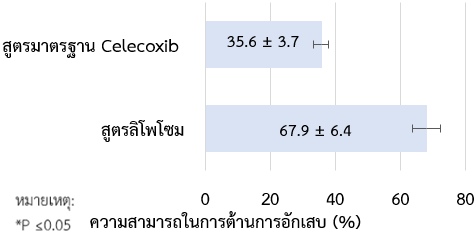 สูตรมาตรฐาน Celecoxib
35.6 ± 3.7
สูตรลิโพโซม
67.9 ± 6.4
0 20 40 60 80
หมายเหตุ:
*P ≤0.05
ความสามารถในการต้านการอักเสบ (%)